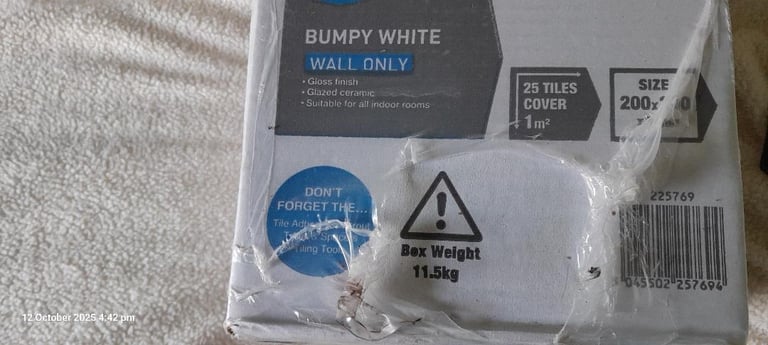 BUMPY WHITE
WALL ONLY
• Gloss finish
• Glazed ceramic
• Suitable for all indoor rooms
25 TILES
COVER
1m²
SIZE
DON'T
FORGET THE...
Box Weight
11.5kg
225769
257694
12 October 2025 4:42 pm